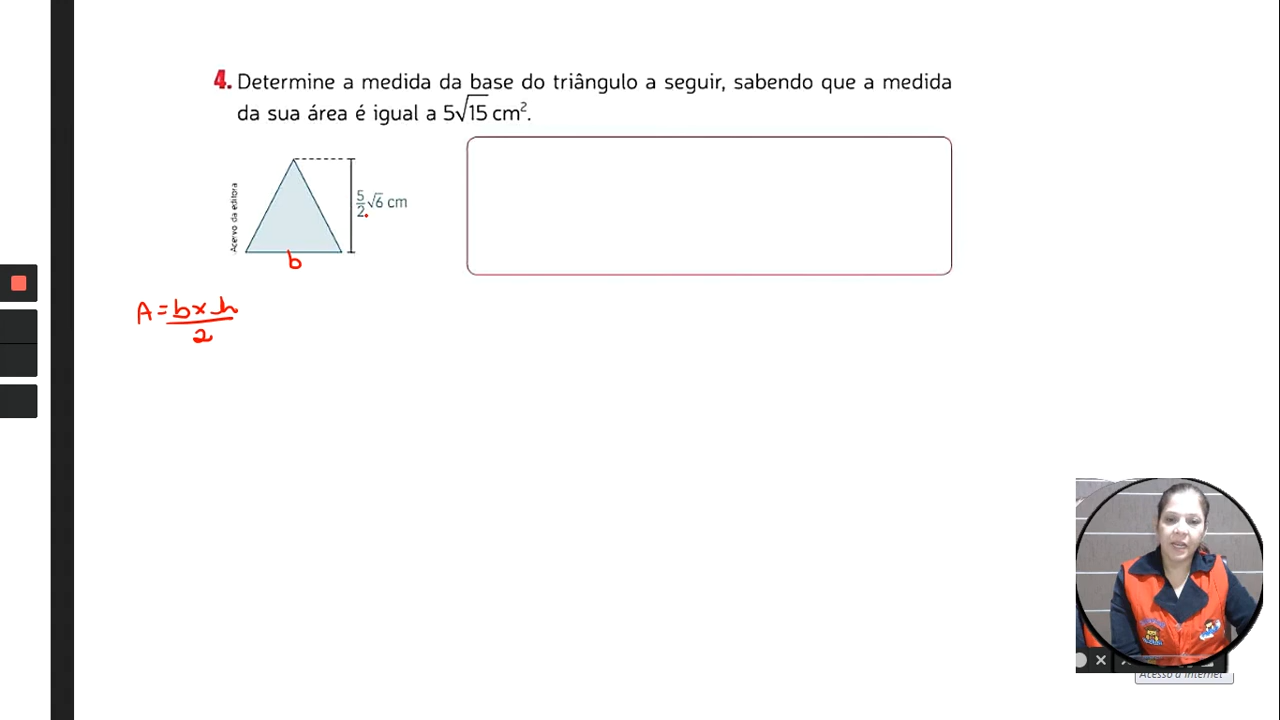 4. Determine a medida da base do triângulo a seguir, sabendo que a medida
da sua área é igual a 5√15 cm².
Acervo da editora
5/2 √6 cm
b
A = b x h
2
Acesso à Internet